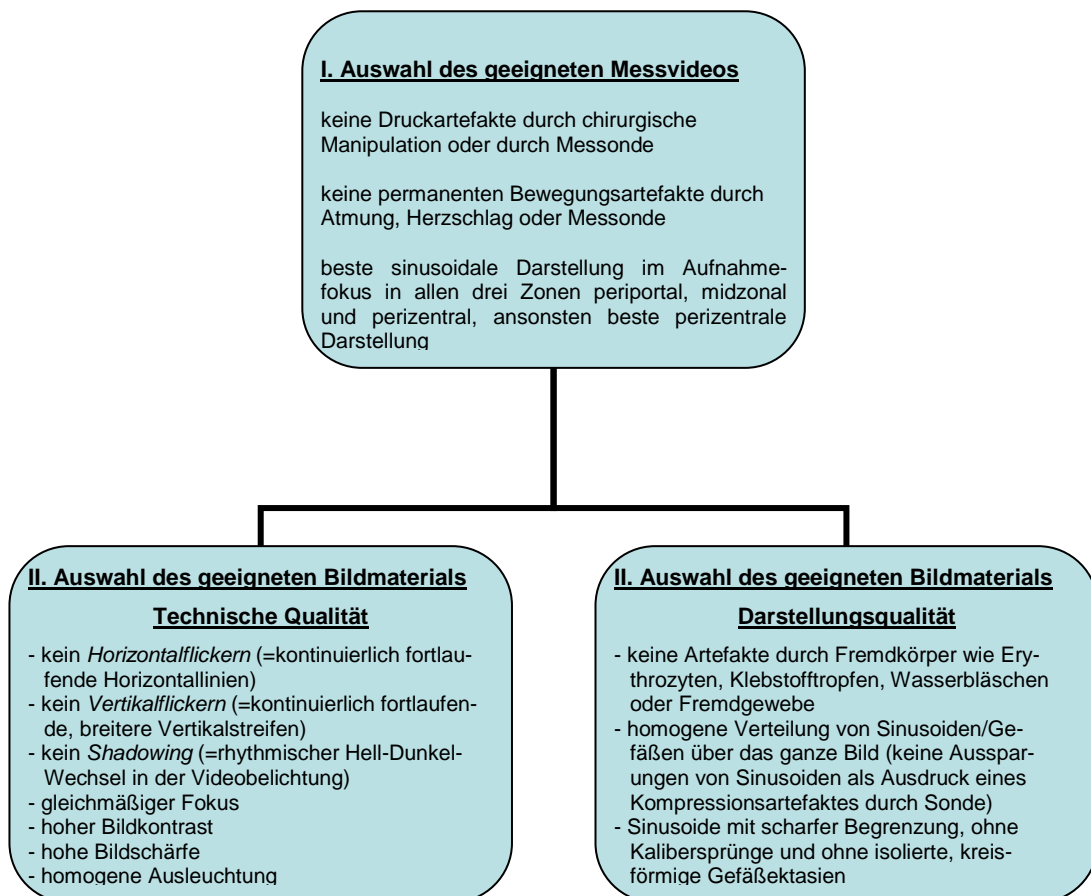 I. Auswahl des geeigneten Messvideos
keine Druckartefakte durch chirurgische
Manipulation oder durch Messonde
keine permanenten Bewegungsartefakte durch
Atmung, Herzschlag oder Messonde
beste sinusoidale Darstellung im Aufnahme-
fokus in allen drei Zonen periportal, midzonal
und perizentral, ansonsten beste perizentrale
Darstellung
II. Auswahl des geeigneten Bildmaterials
Technische Qualität
- kein Horizontalflickern (=kontinuierlich fortlau-
fende Horizontallinien)
- kein Vertikalflickern (=kontinuierlich fortlaufen-
de, breitere Vertikalstreifen)
- kein Shadowing (=rhythmischer Hell-Dunkel-
Wechsel in der Videobelichtung)
- gleichmäßiger Fokus
- hoher Bildkontrast
- hohe Bildschärfe
- homogene Ausleuchtung
II. Auswahl des geeigneten Bildmaterials
Darstellungsqualität
- keine Artefakte durch Fremdkörper wie Ery-
throzyten, Klebstofftropfen, Wasserbläschen
oder Fremdgewebe
- homogene Verteilung von Sinusoiden/Ge-
fäßen über das ganze Bild (keine Ausspa-
rungen von Sinusoiden als Ausdruck eines
Kompressionsartefaktes durch Sonde)
- Sinusoide mit scharfer Begrenzung, ohne
Kalibersprünge und ohne isolierte, kreis-
förmige Gefäßektasien